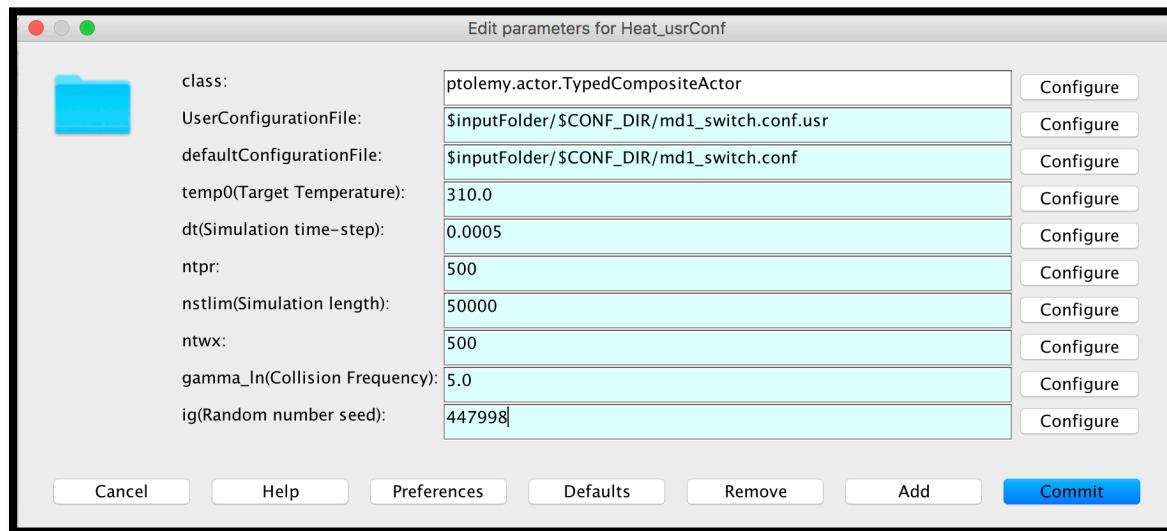 Edit parameters for Heat_usrConf
class: ptolemy.actor.TypedCompositeActor Configure
UserConfigurationFile: $inputFolder/$CONF_DIR/md1_switch.conf.usr Configure
defaultConfigurationFile: $inputFolder/$CONF_DIR/md1_switch.conf Configure
temp0(Target Temperature): 310.0 Configure
dt(Simulation time-step): 0.0005 Configure
ntpr: 500 Configure
nstlim(Simulation length): 50000 Configure
ntwx: 500 Configure
gamma_ln(Collision Frequency): 5.0 Configure
ig(Random number seed): 447998 Configure
Cancel Help Preferences Defaults Remove Add Commit